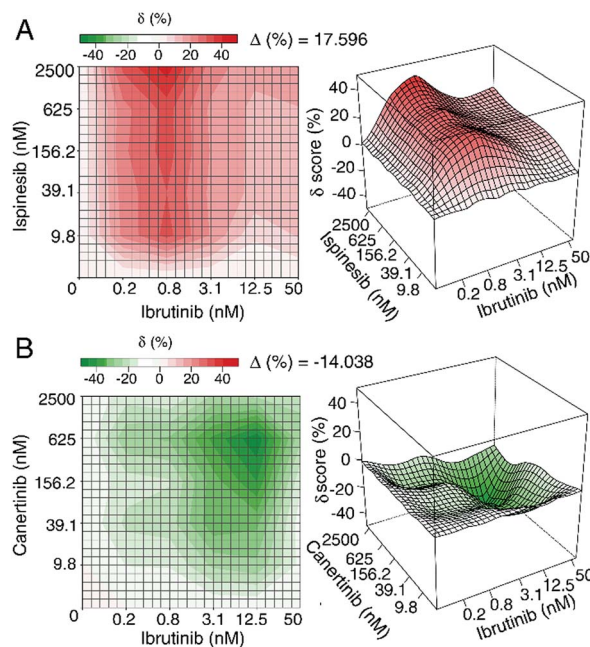 A
δ (%)
-40 -20 0 20 40
Δ (%) = 17.596
2500
625
156.2
39.1
9.8
0
Ispinesib (nM)
0.2 0.8 3.1 12.5 50
Ibrutinib (nM)
40
20
0
-20
-40
δ score (%)
2500
625
156.2
39.1
9.8
Ispinesib (nM)
0.2 0.8 3.1 12.5 50
Ibrutinib (nM)
B
δ (%)
-40 -20 0 20 40
Δ (%) = -14.038
2500
625
156.2
39.1
9.8
0
Canertinib (nM)
0.2 0.8 3.1 12.5 50
Ibrutinib (nM)
40
20
0
-20
-40
δ score (%)
2500
625
156.2
39.1
9.8
Canertinib (nM)
0.2 0.8 3.1 12.5 50
Ibrutinib (nM)